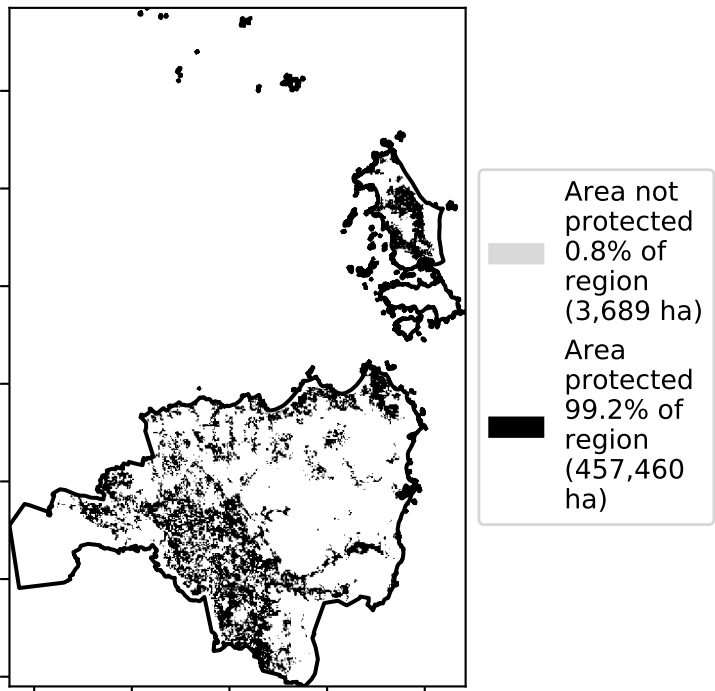 Area not
protected
0.8% of
region
(3,689 ha)
Area
protected
99.2% of
region
(457,460
ha)